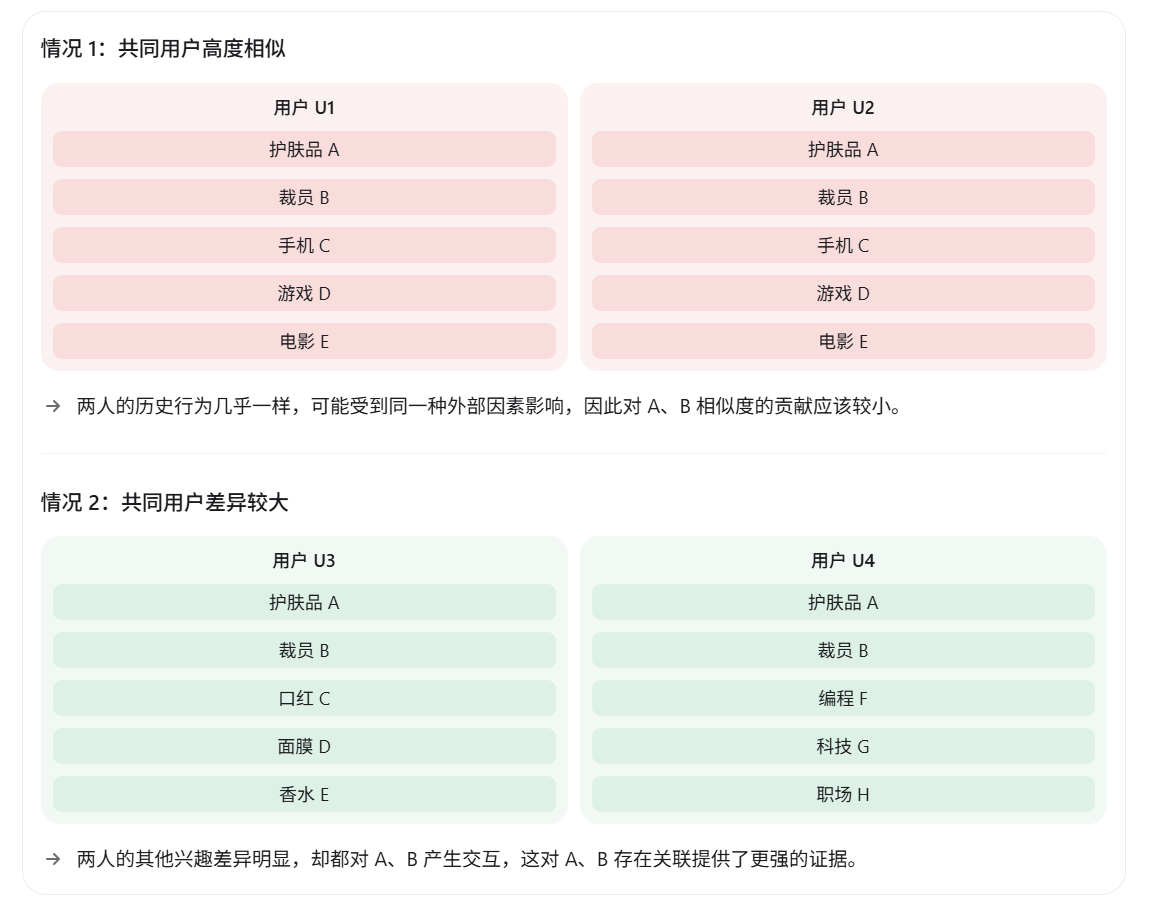 情况 1：共同用户高度相似
用户 U1
护肤品 A
裁员 B
手机 C
游戏 D
电影 E
用户 U2
护肤品 A
裁员 B
手机 C
游戏 D
电影 E
→ 两人的历史行为几乎一样，可能受到同一种外部因素影响，因此对 A、B 相似度的贡献应该较小。
情况 2：共同用户差异较大
用户 U3
护肤品 A
裁员 B
口红 C
面膜 D
香水 E
用户 U4
护肤品 A
裁员 B
编程 F
科技 G
职场 H
→ 两人的其他兴趣差异明显，却都对 A、B 产生交互，这对 A、B 存在关联提供了更强的证据。